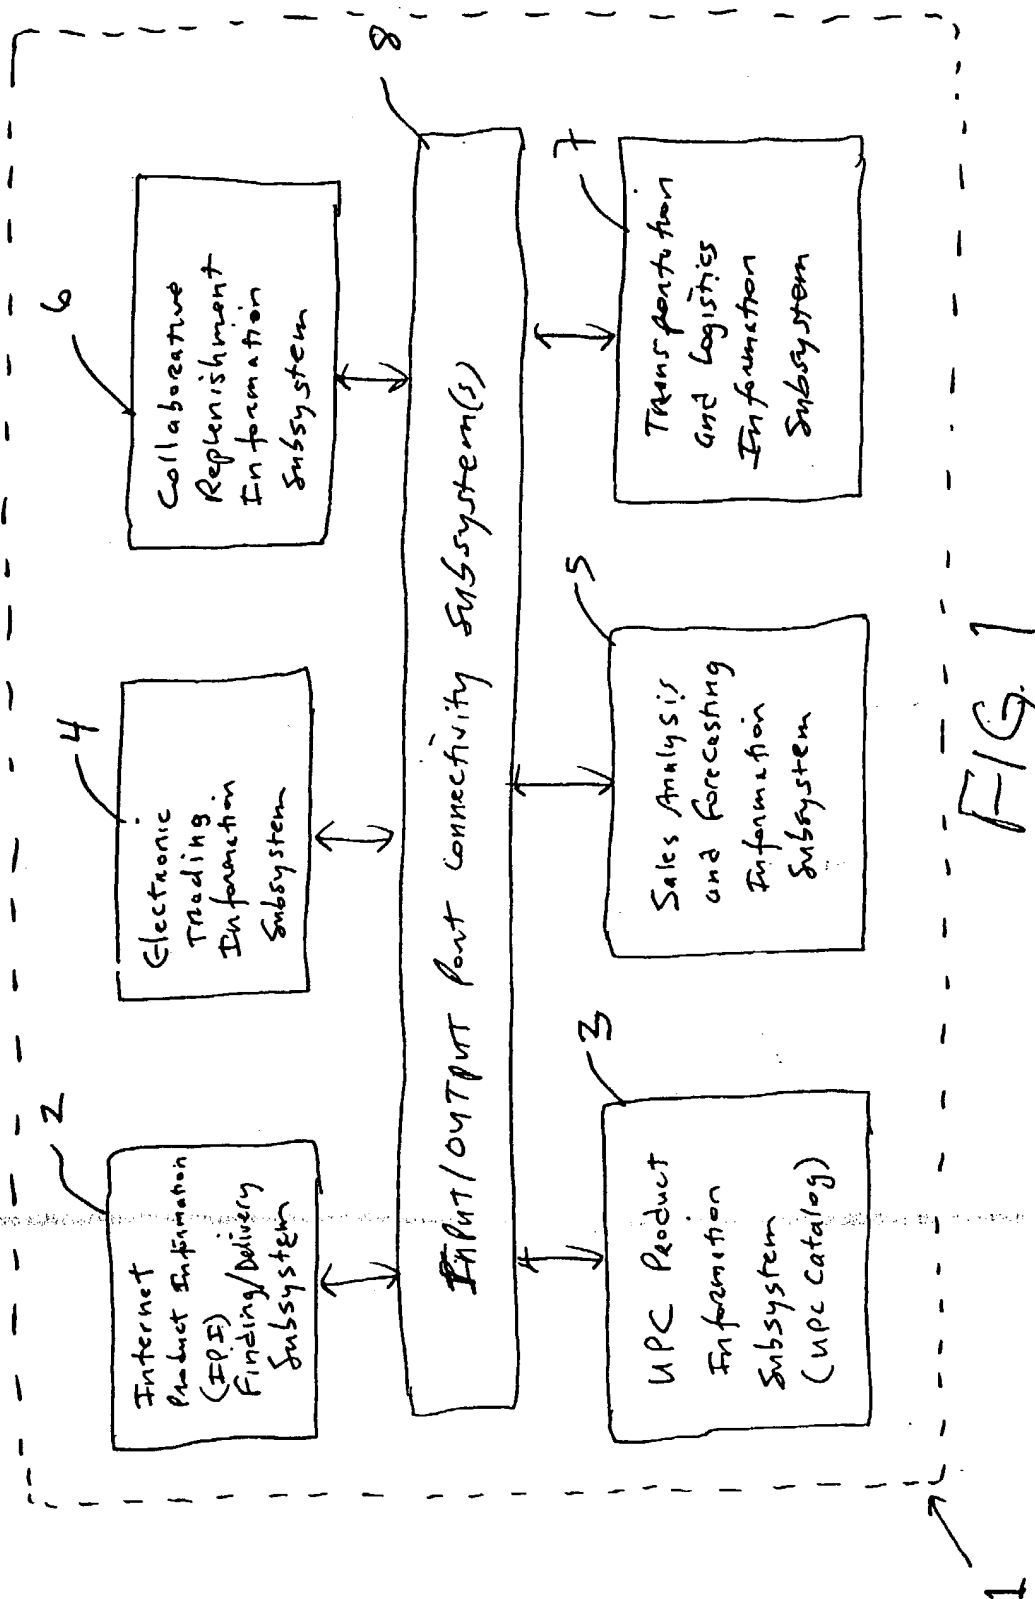 2
Internet
Product Information
(IPI)
Finding/Delivery
Subsystem
4
Electronic
Trading
Information
Subsystem
6
Collaborative
Replenishment
Information
Subsystem
8
Input/Output Port Connectivity Subsystem(s)
3
UPC Product
Information
Subsystem
(UPC Catalog)
5
Sales Analysis
and Forecasting
Information
Subsystem
7
Transportation
and Logistics
Information
Subsystem
1
FIG. 1